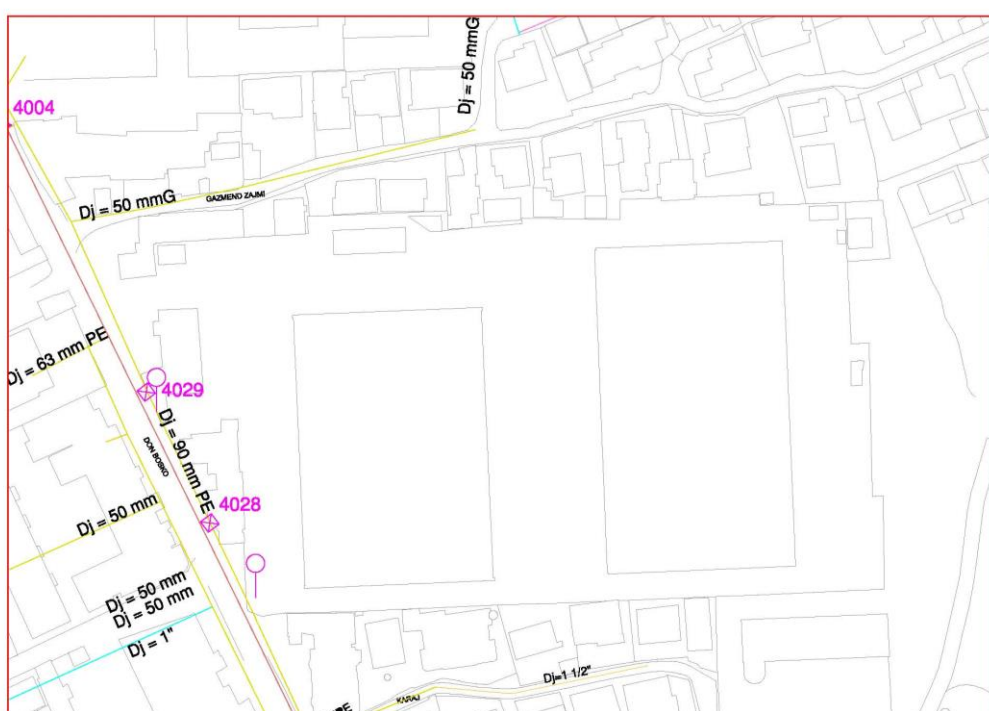 Dj = 50 mmG
4004
Dj = 50 mmG
GAZMEND ZAJMI
Dj = 63 mm PE
4029
Dj = 90 mm PE
DON BOSKO
4028
Dj = 50 mm
Dj = 50 mm
Dj = 50 mm
Dj = 1"
Dj=1 1/2"
KARAJ